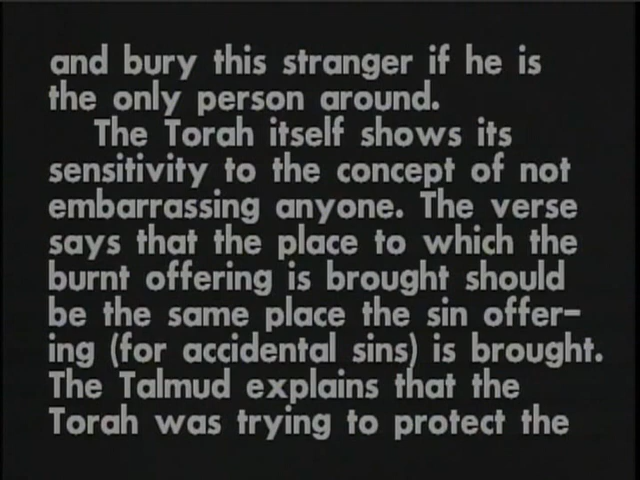 and bury this stranger if he is
the only person around.
The Torah itself shows its
sensitivity to the concept of not
embarrassing anyone. The verse
says that the place to which the
burnt offering is brought should
be the same place the sin offer-
ing (for accidental sins) is brought.
The Talmud explains that the
Torah was trying to protect the